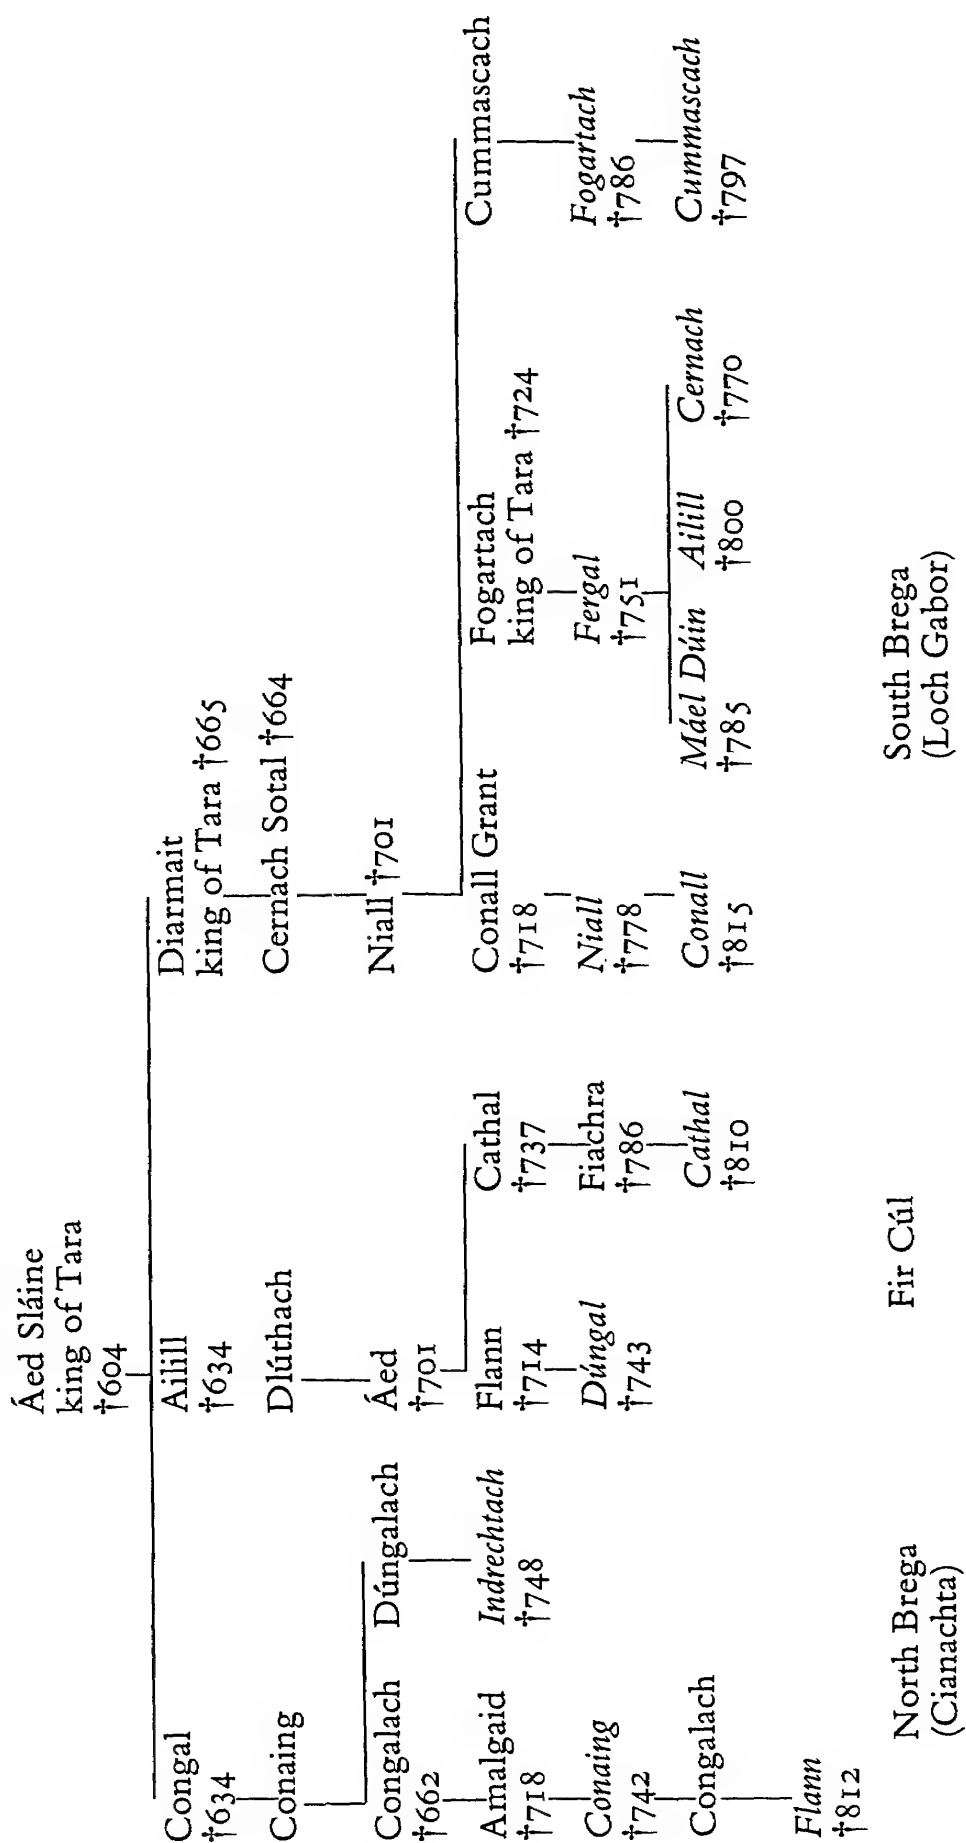 Áed Sláine
king of Tara
†604
Congal
†634
Ailill
†634
Diarmait
king of Tara †665
Conaing
Dlúthach
Cernach Sotal †664
Congalach
†662
Dúngalach
Áed
†701
Niall †701
Amalgaid
†718
Indrechtach
†748
Flann
†714
Cathal
†737
Conall Grant
†718
Fogartach
king of Tara †724
Cummascach
Conaing
†742
Dúngal
†743
Fiachra
†786
Niall
†778
Fergal
†751
Fogartach
†786
Congalach
Cathal
†810
Conall
†815
Máel Dúin
†785
Ailill
†800
Cernach
†770
Cummascach
†797
Flann
†812
North Brega
(Cianachta)
Fir Cúl
South Brega
(Loch Gabor)